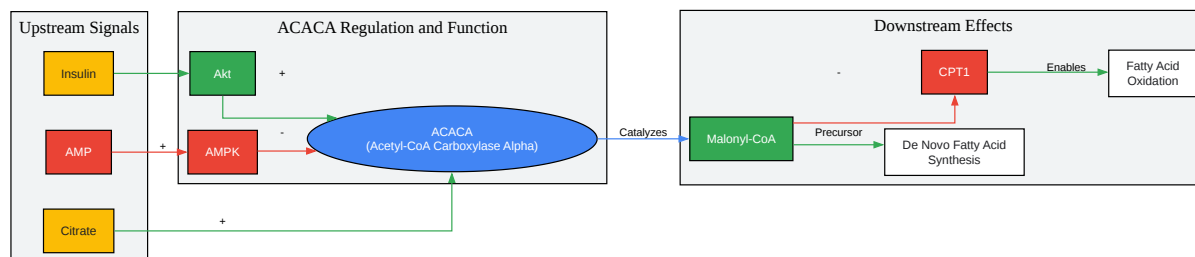 Upstream Signals
Insulin
AMP
+
Citrate
ACACA Regulation and Function
Akt
+
AMPK
-
ACACA
(Acetyl-CoA Carboxylase Alpha)
+
Catalyzes
Downstream Effects
Malonyl-CoA
-
CPT1
Enables
Fatty Acid
Oxidation
Precursor
De Novo Fatty Acid
Synthesis